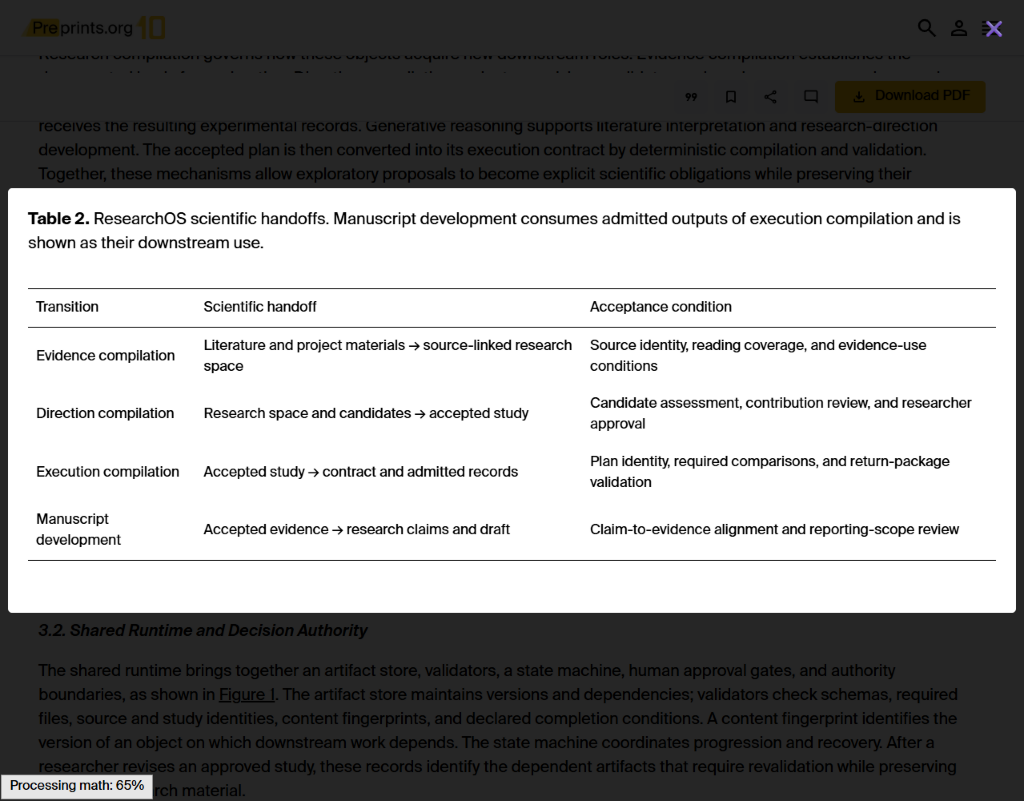 Preprints.org 10
Research compilation governs how these objects acquire new downstream roles. Evidence compilation establishes the
99
Download PDF
receives the resulting experimental records. Generative reasoning supports literature interpretation and research-direction
development. The accepted plan is then converted into its execution contract by deterministic compilation and validation.
Together, these mechanisms allow exploratory proposals to become explicit scientific obligations while preserving their
Table 2. ResearchOS scientific handoffs. Manuscript development consumes admitted outputs of execution compilation and is
shown as their downstream use.
Transition Scientific handoff Acceptance condition
Evidence compilation Literature and project materials → source-linked research space Source identity, reading coverage, and evidence-use conditions
Direction compilation Research space and candidates → accepted study Candidate assessment, contribution review, and researcher approval
Execution compilation Accepted study → contract and admitted records Plan identity, required comparisons, and return-package validation
Manuscript development Accepted evidence → research claims and draft Claim-to-evidence alignment and reporting-scope review
3.2. Shared Runtime and Decision Authority
The shared runtime brings together an artifact store, validators, a state machine, human approval gates, and authority
boundaries, as shown in Figure 1. The artifact store maintains versions and dependencies; validators check schemas, required
files, source and study identities, content fingerprints, and declared completion conditions. A content fingerprint identifies the
version of an object on which downstream work depends. The state machine coordinates progression and recovery. After a
researcher revises an approved study, these records identify the dependent artifacts that require revalidation while preserving
rch material.
Processing math: 65%